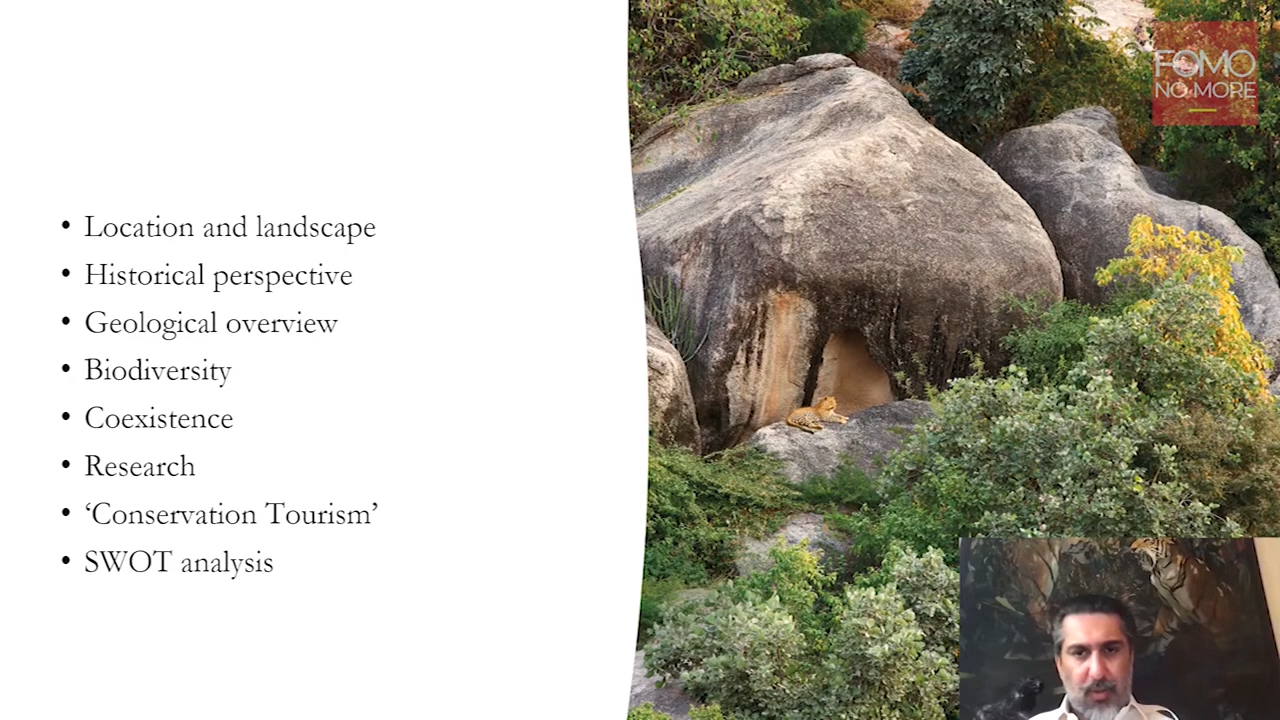 • Location and landscape
• Historical perspective
• Geological overview
• Biodiversity
• Coexistence
• Research
• ‘Conservation Tourism’
• SWOT analysis
FOMO
NO MORE